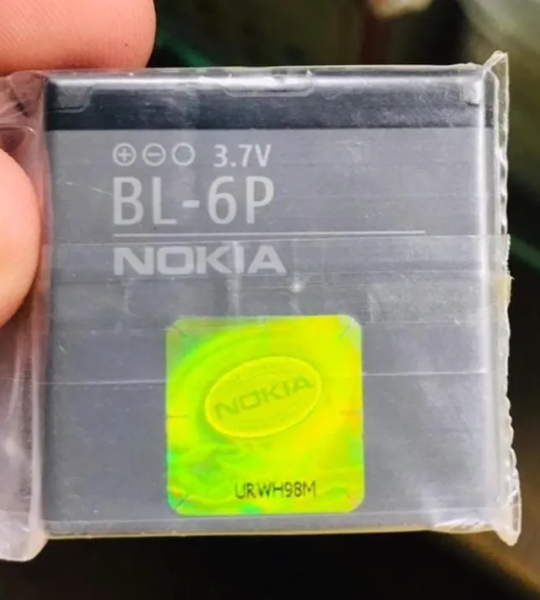 ⊕⊖○ 3.7V
BL-6P
NOKIA
NOKIA
URWH98M